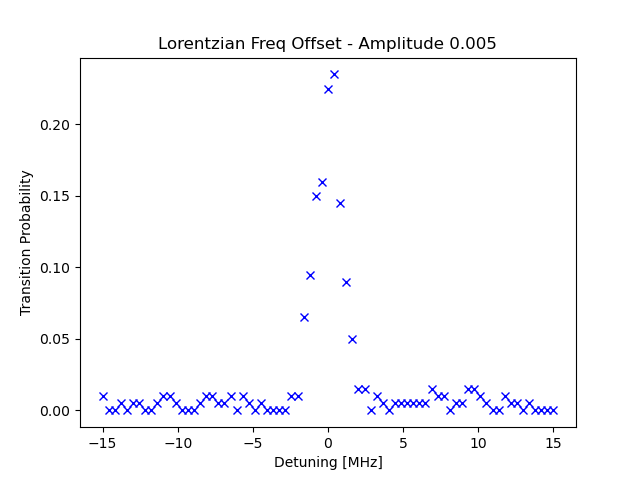 Lorentzian Freq Offset - Amplitude 0.005
Transition Probability
0.20
0.15
0.10
0.05
0.00
−15 −10 −5 0 5 10 15
Detuning [MHz]